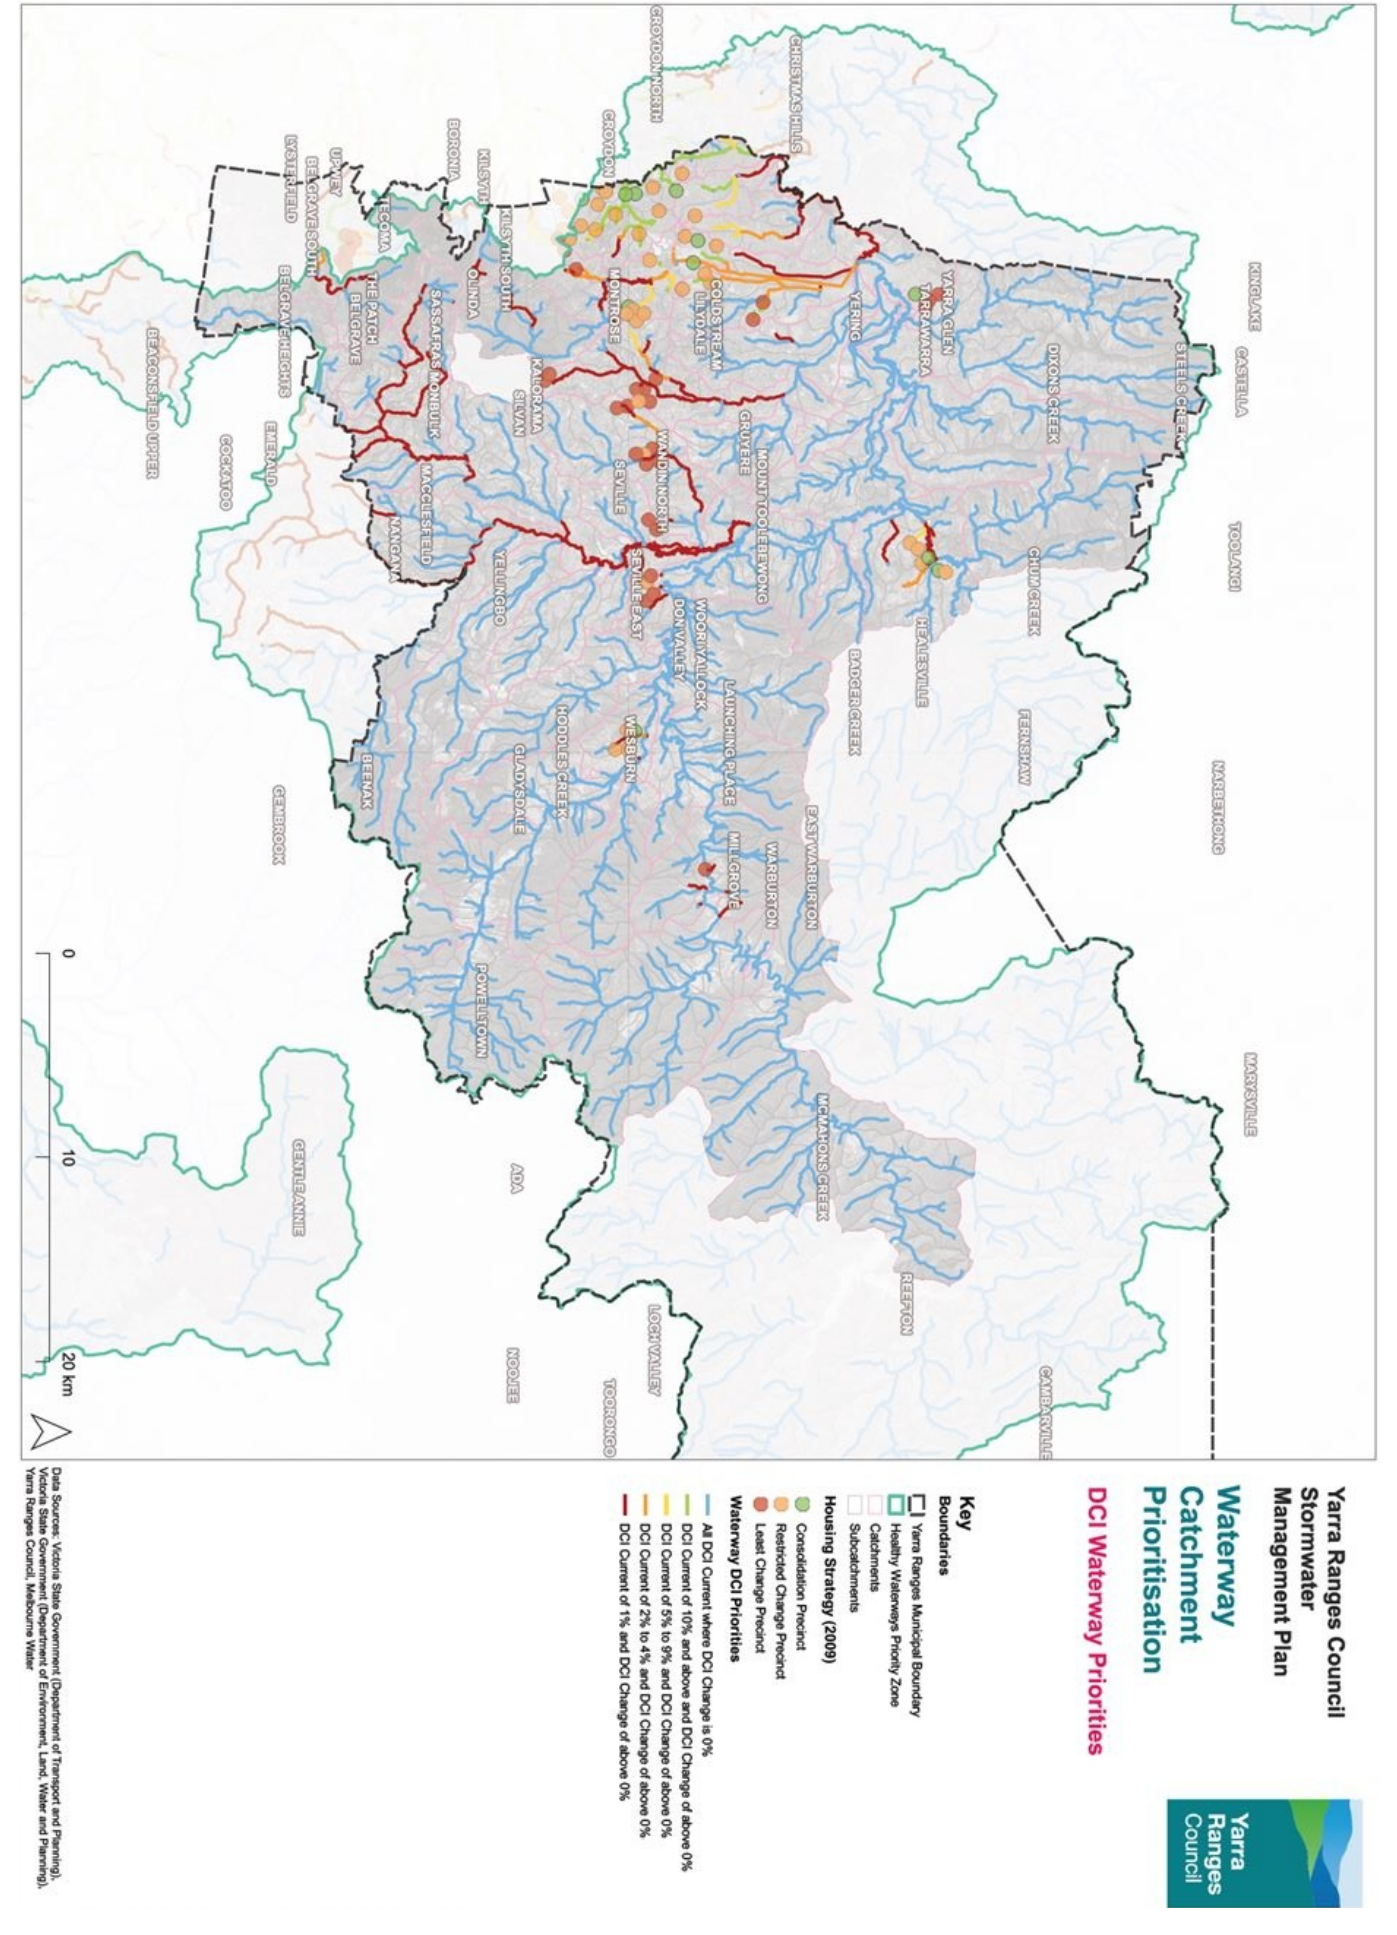 Yarra Ranges Council
Stormwater
Management Plan
Waterway
Catchment
Prioritisation
DCI Waterway Priorities
Yarra
Ranges
Council
Key
Boundaries
Yarra Ranges Municipal Boundary
Healthy Waterways Priority Zone
Catchments
Subcatchments
Housing Strategy (2009)
Consolidation Precinct
Restricted Change Precinct
Least Change Precinct
Waterway DCI Priorities
All DCI Current where DCI Change is 0%
DCI Current of 10% and above and DCI Change of above 0%
DCI Current of 5% to 9% and DCI Change of above 0%
DCI Current of 2% to 4% and DCI Change of above 0%
DCI Current of 1% and DCI Change of above 0%
Data Sources: Victoria State Government (Department of Transport and Planning),
Victoria State Government (Department of Environment, Land, Water and Planning),
Yarra Ranges Council, Melbourne Water
KINGLAKE
CASTELLA
TOOLANGI
NARBETHONG
MARYSVILLE
STEELS CREEK
DIXONS CREEK
CHUM CREEK
FERNSHAW
CAMBARVILLE
YARRA GLEN
TARRAWARRA
HEALESVILLE
REEFTON
YERING
BADGER CREEK
CHRISTMAS HILLS
EAST WARBURTON
MCMAHONS CREEK
MOUNT TOOLEBEWONG
WARBURTON
GRUYERE
MILLGROVE
LAUNCHING PLACE
COLDSTREAM
LILYDALE
WOORI YALLOCK
DON VALLEY
CROYDON NORTH
WANDIN NORTH
LOCH VALLEY
SEVILLE EAST
WESBURN
SEVILLE
CROYDON
MONTROSE
TOORONGO
HODDLES CREEK
KALORAMA
SILVAN
GLADYSDALE
ADA
NOOJEE
KILSYTH SOUTH
YELLINGBO
KILSYTH
OLINDA
POWELLTOWN
BORONIA
SASSAFRAS
MONBULK
MACCLESFIELD
NANGANA
TECOMA
THE PATCH
BELGRAVE
BEENAK
UPWEY
BELGRAVE SOUTH
LYSTERFIELD
BELGRAVE HEIGHTS
EMERALD
GEMBROOK
GENTLE ANNIE
COCKATOO
BEACONSFIELD UPPER
0
10
20 km